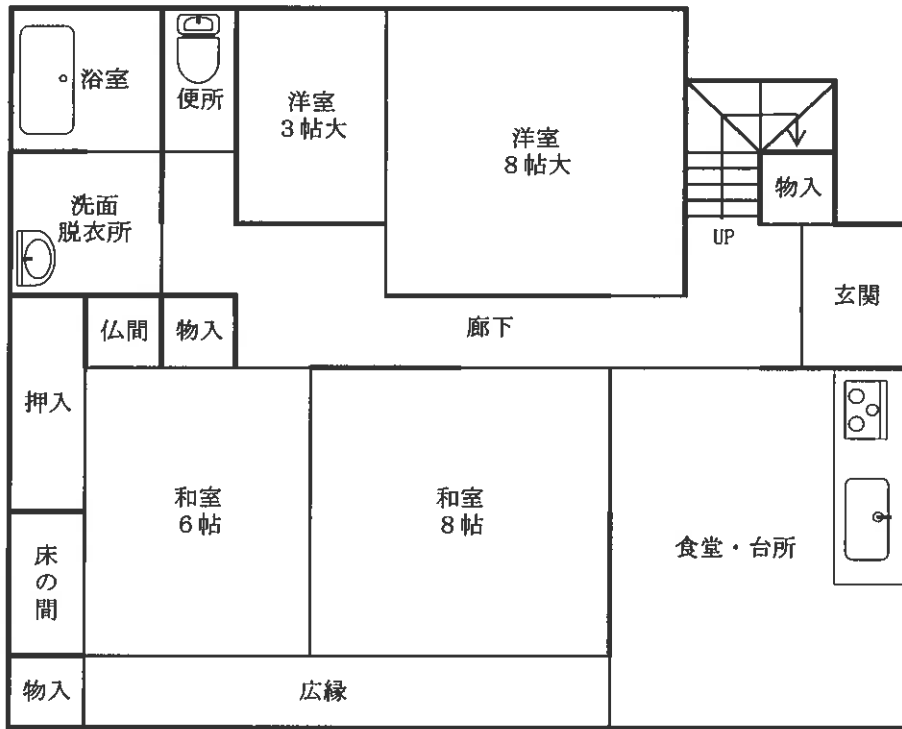 浴室
便所
洋室
3帖大
洋室
8帖大
物入
洗面
脱衣所
UP
玄関
仏間
物入
廊下
押入
和室
6帖
和室
8帖
食堂・台所
床の間
物入
広縁